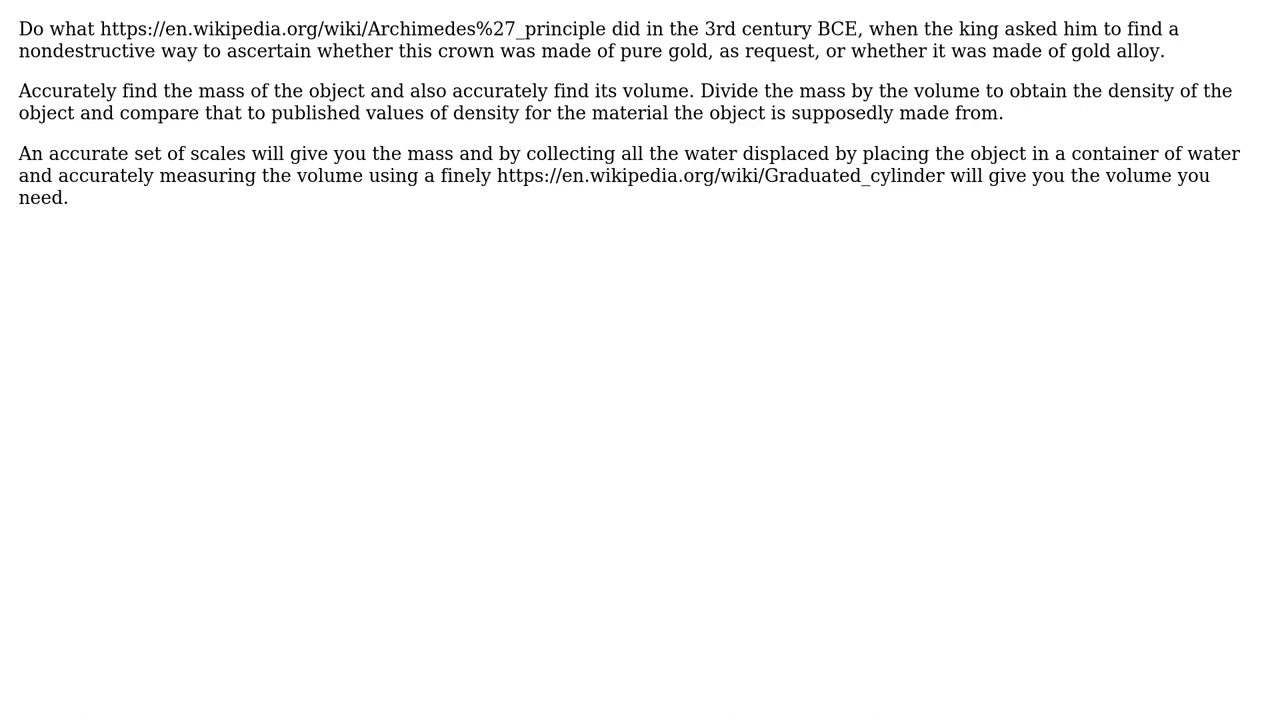 Do what https://en.wikipedia.org/wiki/Archimedes%27_principle did in the 3rd century BCE, when the king asked him to find a
nondestructive way to ascertain whether this crown was made of pure gold, as request, or whether it was made of gold alloy.
Accurately find the mass of the object and also accurately find its volume. Divide the mass by the volume to obtain the density of the
object and compare that to published values of density for the material the object is supposedly made from.
An accurate set of scales will give you the mass and by collecting all the water displaced by placing the object in a container of water
and accurately measuring the volume using a finely https://en.wikipedia.org/wiki/Graduated_cylinder will give you the volume you
need.